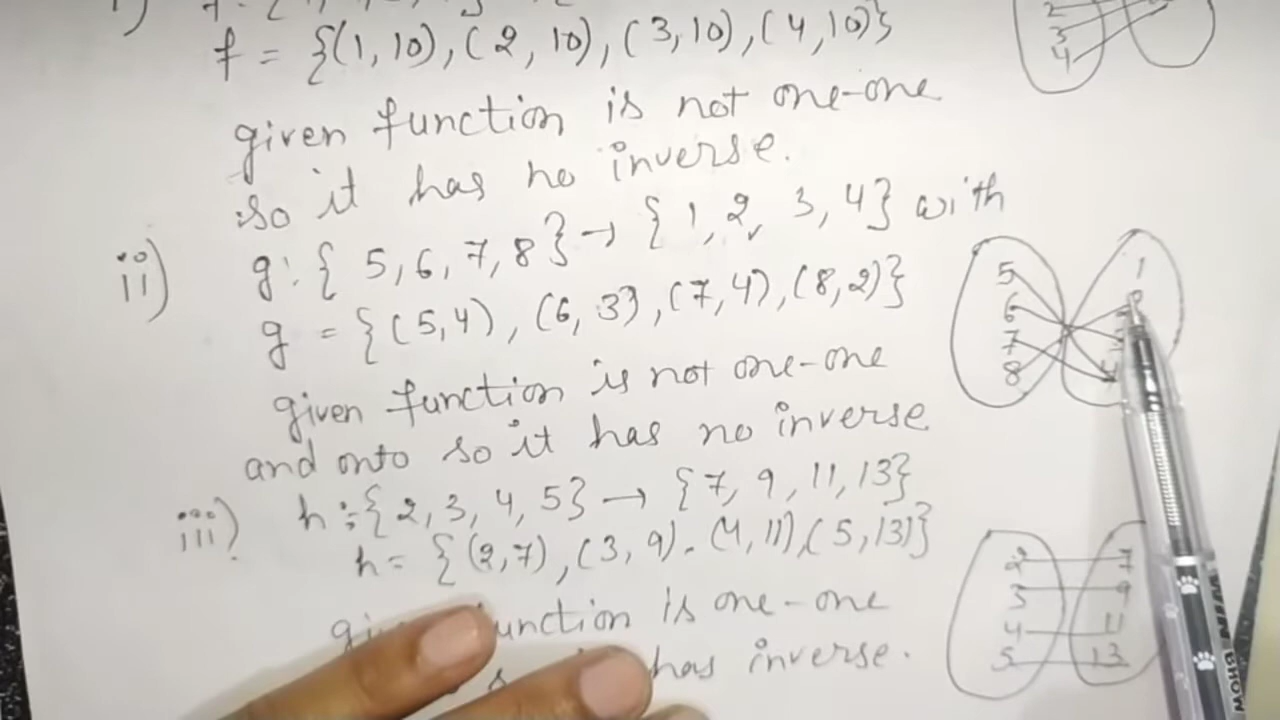 f = {(1, 10), (2, 10), (3, 10), (4, 10)}
2
3
4
given function is not one-one
so it has no inverse.
ii) g: { 5, 6, 7, 8 } → { 1, 2, 3, 4 } with
g = {(5,4), (6, 3), (7, 4), (8, 2)}
5 1
6
7
8
given function is not one-one
and onto so it has no inverse
iii) h: {2, 3, 4, 5} → {7, 9, 11, 13}
h = {(2,7), (3, 9), (4, 11), (5, 13)}
2 7
3 9
4 11
5 13
function is one-one
has inverse.